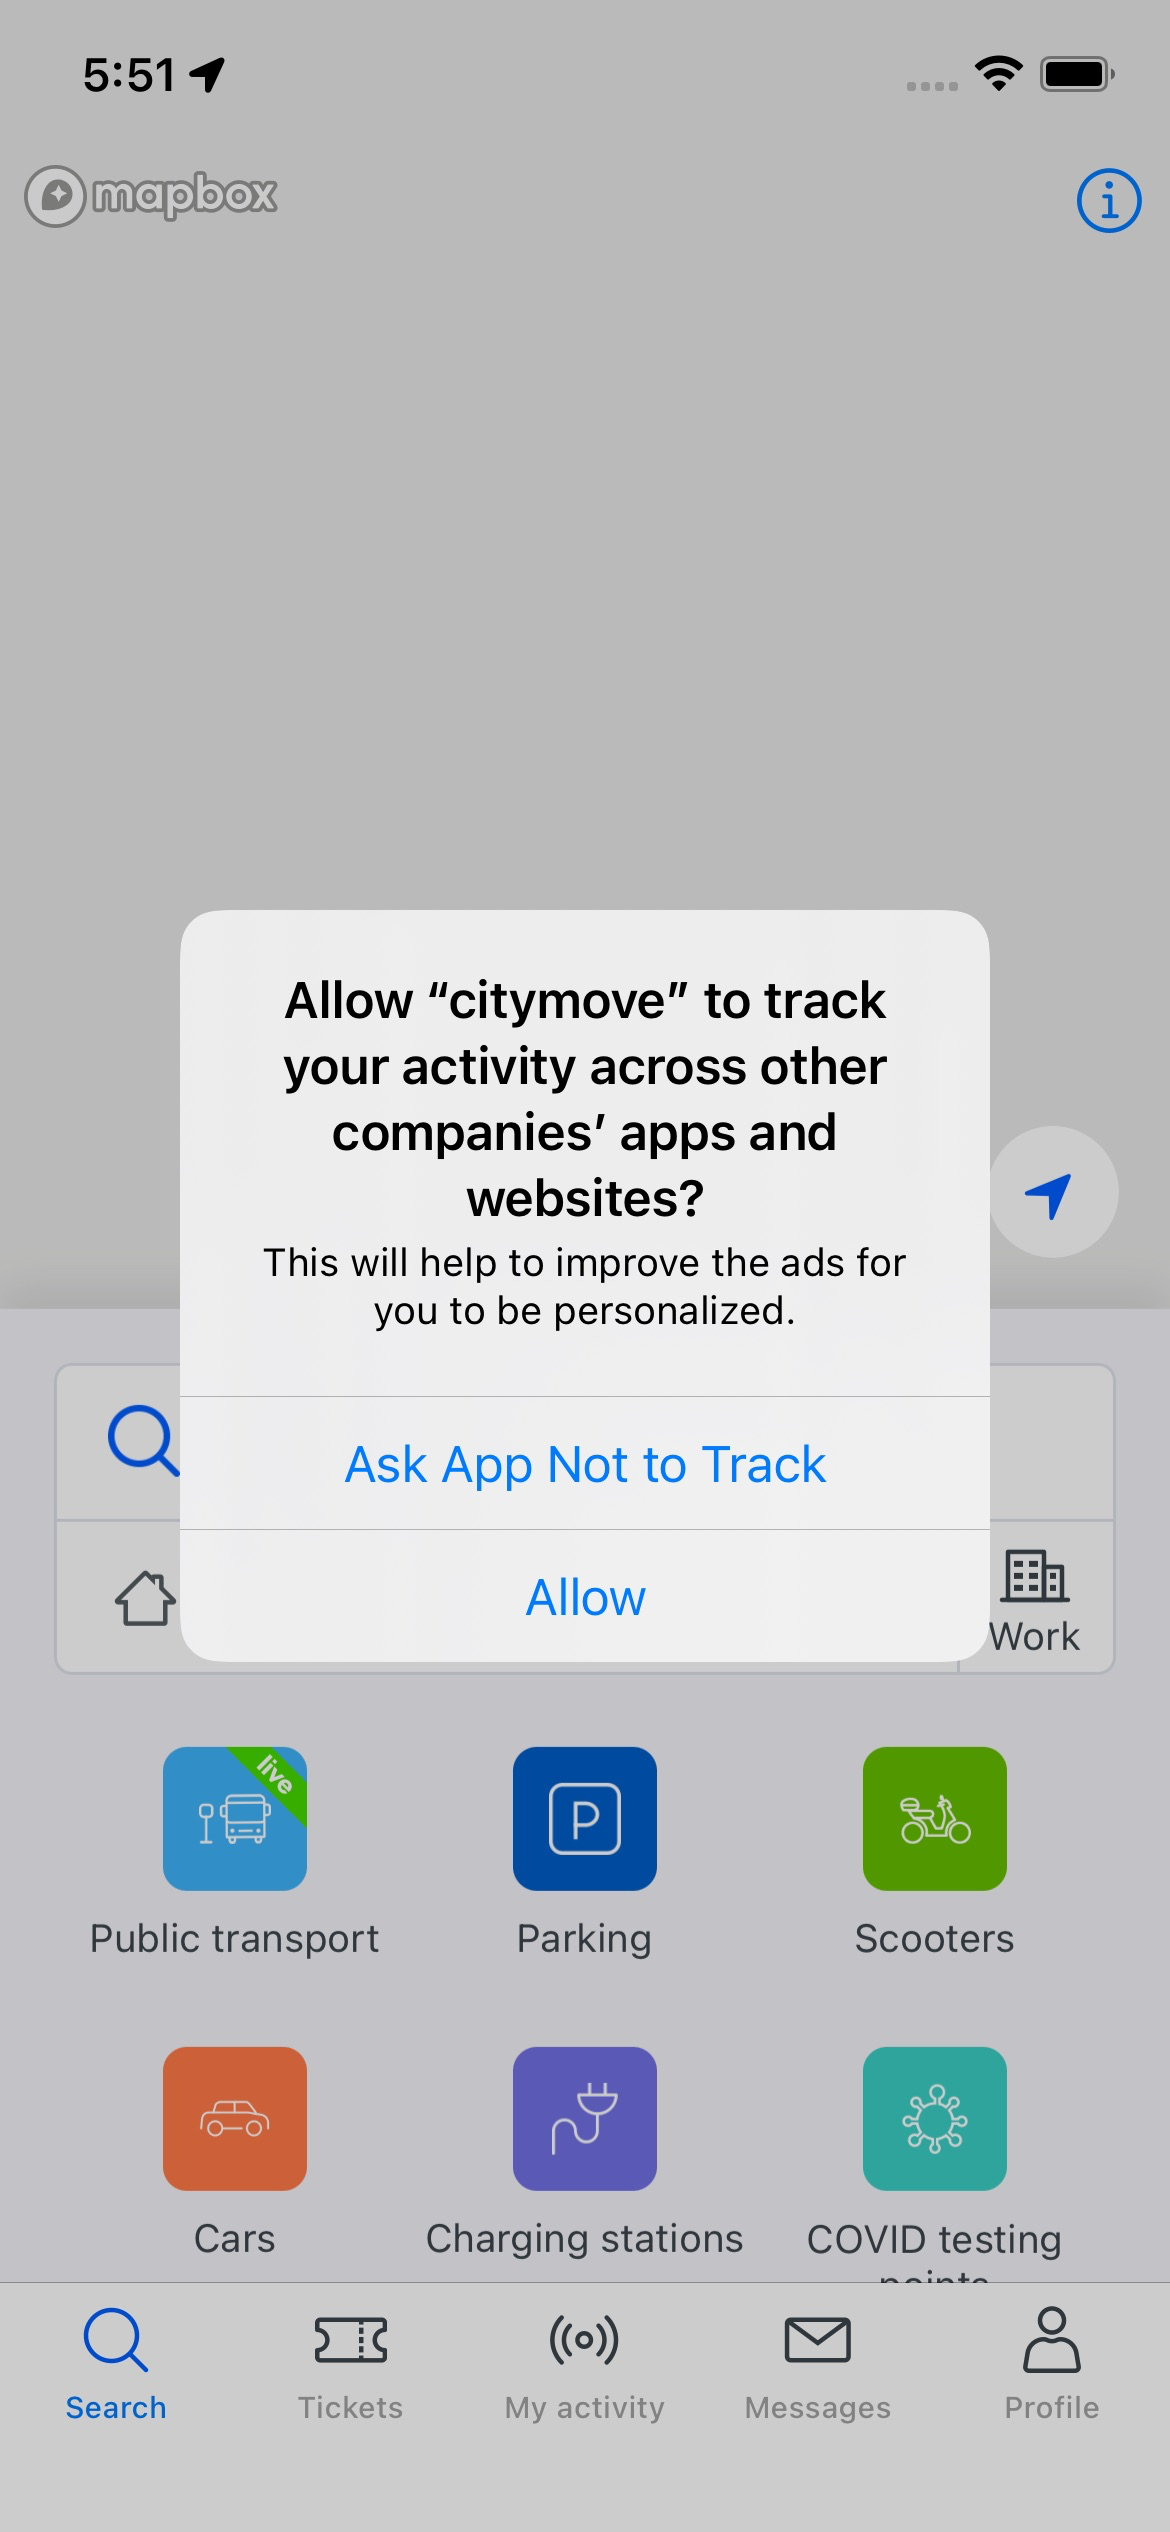 5:51
mapbox
Allow “citymove” to track
your activity across other
companies’ apps and
websites?
This will help to improve the ads for
you to be personalized.
Ask App Not to Track
Allow
Work
live
P
Public transport
Parking
Scooters
Cars
Charging stations
COVID testing
points
Search
Tickets
My activity
Messages
Profile